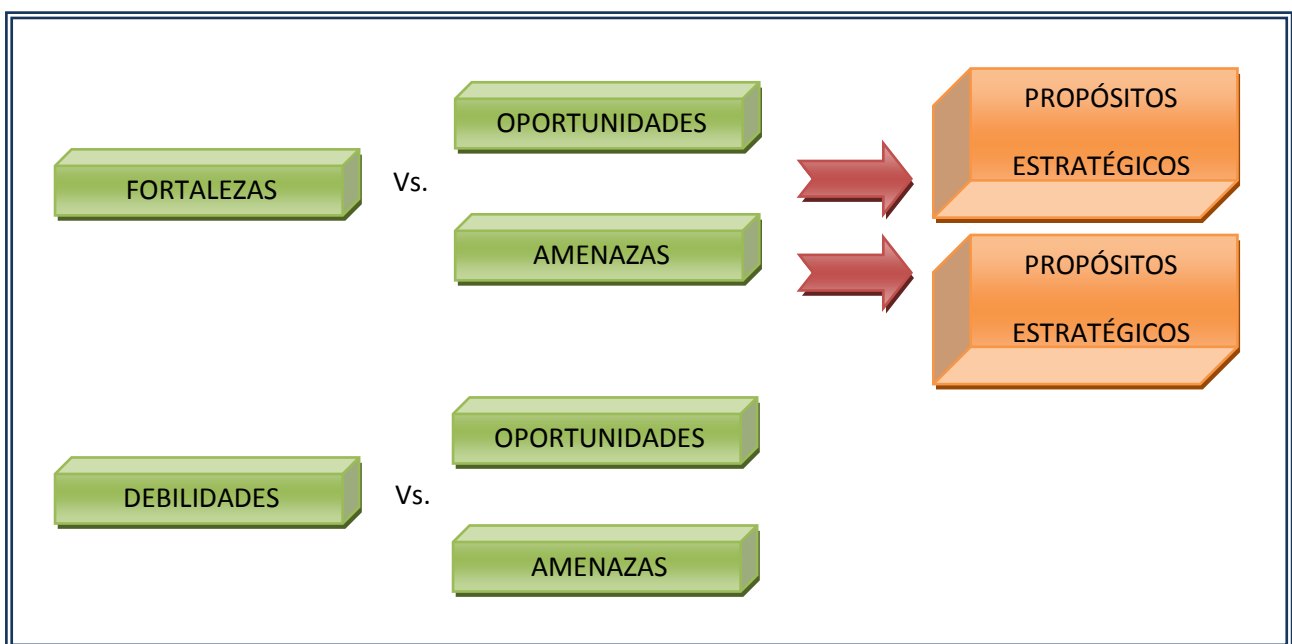 OPORTUNIDADES
FORTALEZAS
Vs.
AMENAZAS
PROPÓSITOS
ESTRATÉGICOS
PROPÓSITOS
ESTRATÉGICOS
OPORTUNIDADES
DEBILIDADES
Vs.
AMENAZAS